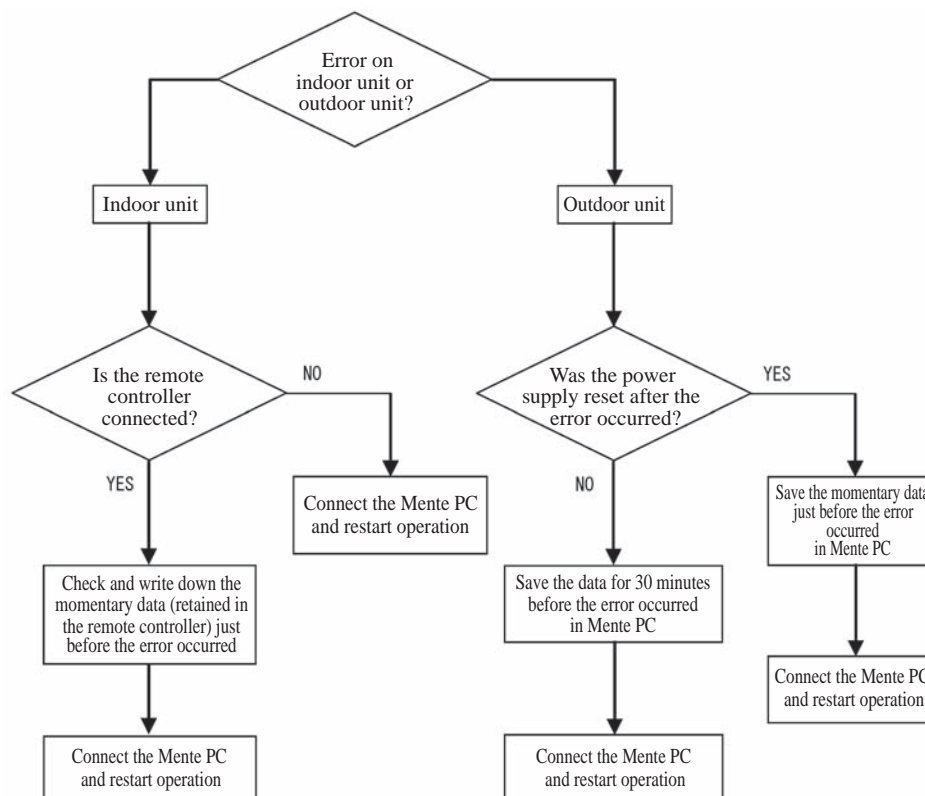 Error on
indoor unit or
outdoor unit?
Indoor unit
Outdoor unit
Is the remote
controller
connected?
NO
YES
Was the power
supply reset after the
error occurred?
YES
NO
Connect the Mente PC
and restart operation
Save the momentary data
just before the error
occurred
in Mente PC
Check and write down the
momentary data (retained in
the remote controller) just
before the error occurred
Save the data for 30 minutes
before the error occurred
in Mente PC
Connect the Mente PC
and restart operation
Connect the Mente PC
and restart operation
Connect the Mente PC
and restart operation